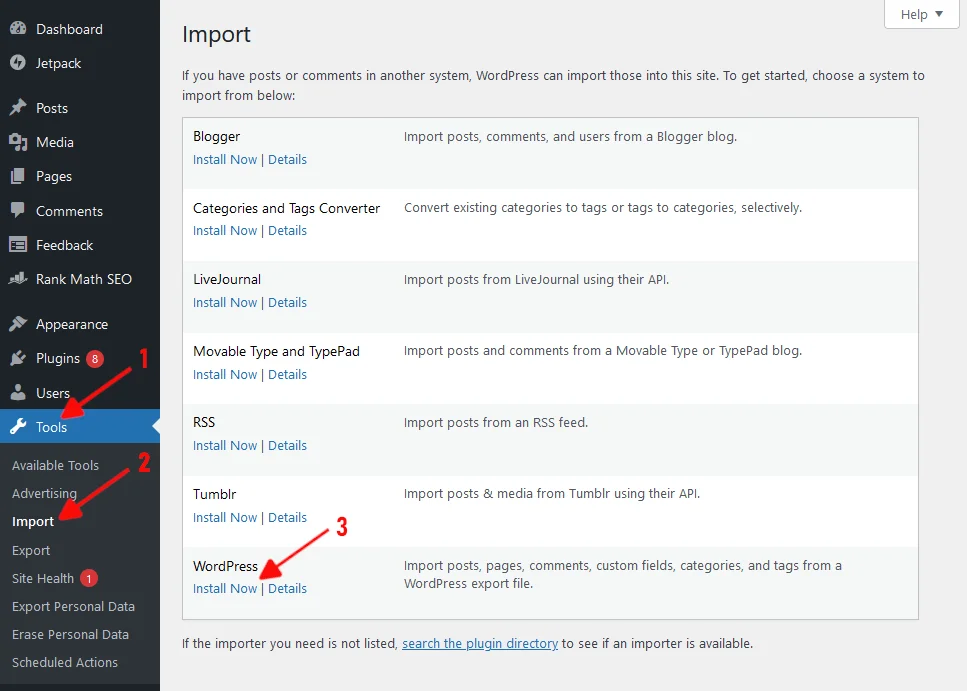 Dashboard
Jetpack
Posts
Media
Pages
Comments
Feedback
Rank Math SEO
Appearance
Plugins 8
1
Users
Tools
2
Available Tools
Advertising
Import
Export
Site Health 1
Export Personal Data
Erase Personal Data
Scheduled Actions
Help ▼
Import
If you have posts or comments in another system, WordPress can import those into this site. To get started, choose a system to
import from below:
Blogger
Import posts, comments, and users from a Blogger blog.
Install Now | Details
Categories and Tags Converter
Convert existing categories to tags or tags to categories, selectively.
Install Now | Details
LiveJournal
Import posts from LiveJournal using their API.
Install Now | Details
Movable Type and TypePad
Import posts and comments from a Movable Type or TypePad blog.
Install Now | Details
RSS
Import posts from an RSS feed.
Install Now | Details
Tumblr
Import posts & media from Tumblr using their API.
Install Now | Details
3
WordPress
Import posts, pages, comments, custom fields, categories, and tags from a
WordPress export file.
Install Now | Details
If the importer you need is not listed, search the plugin directory to see if an importer is available.